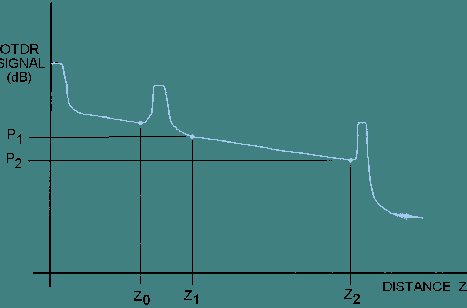 OTDR
SIGNAL
(dB)
P1
P2
Z0
Z1
Z2
DISTANCE Z